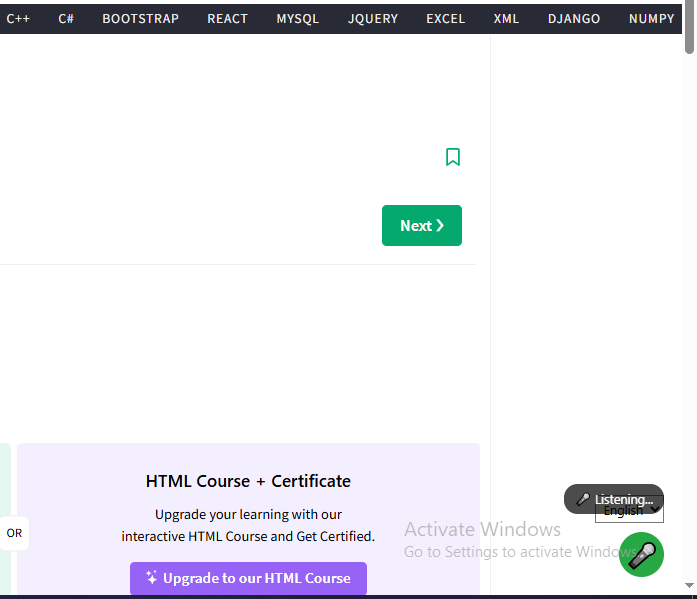 C++ C# BOOTSTRAP REACT MYSQL JQUERY EXCEL XML DJANGO NUMPY
Next ❯
HTML Course + Certificate
Upgrade your learning with our
interactive HTML Course and Get Certified.
OR
Upgrade to our HTML Course
Listening...
English
Activate Windows
Go to Settings to activate Windows.